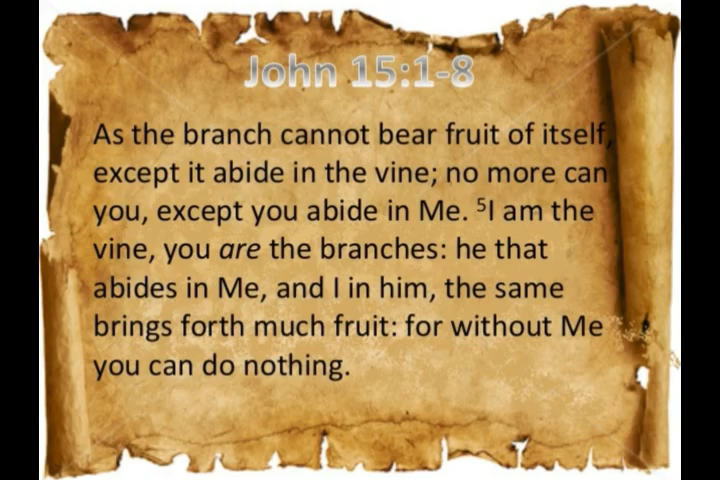 John 15:1-8
As the branch cannot bear fruit of itself,
except it abide in the vine; no more can
you, except you abide in Me. ⁵I am the
vine, you are the branches: he that
abides in Me, and I in him, the same
brings forth much fruit: for without Me
you can do nothing.